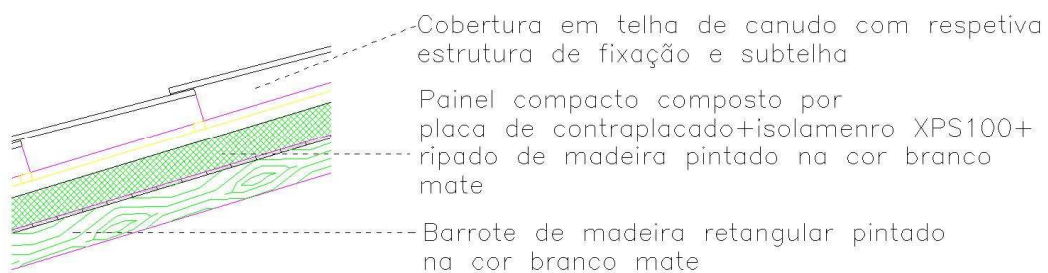 Cobertura em telha de canudo com respetiva
estrutura de fixação e subtelha
Painel compacto composto por
placa de contraplacado+isolamenro XPS100+
ripado de madeira pintado na cor branco
mate
Barrote de madeira retangular pintado
na cor branco mate